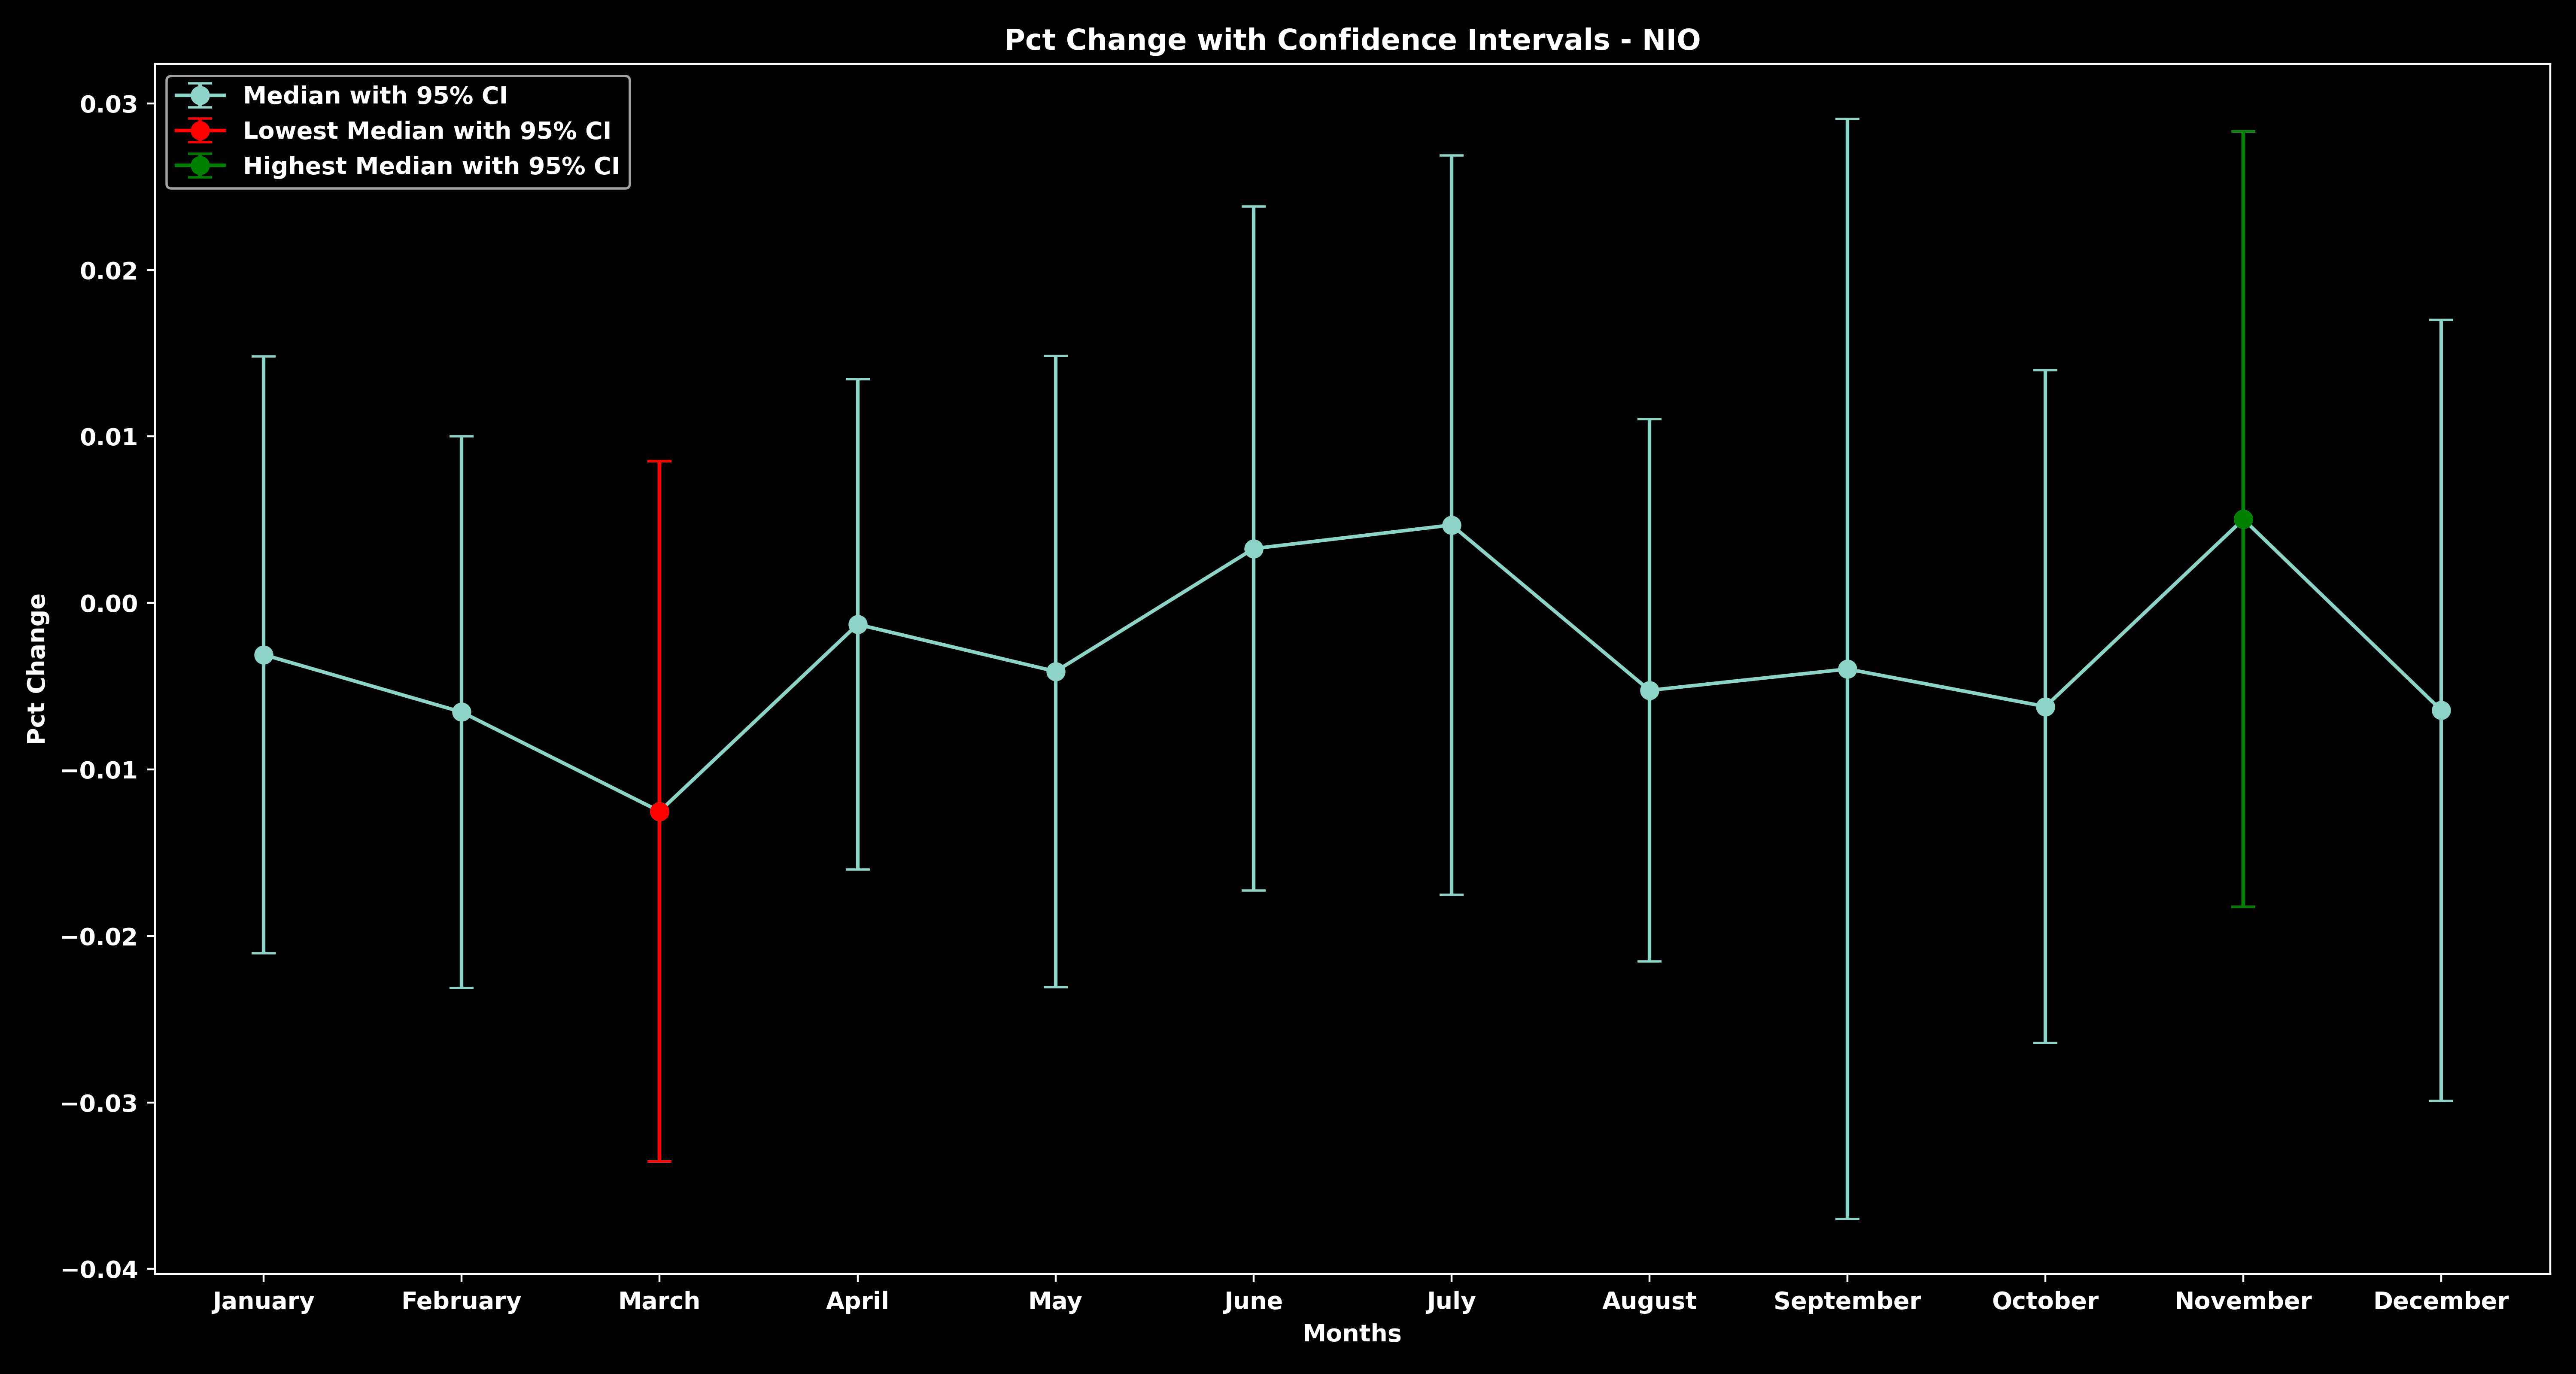 Pct Change with Confidence Intervals - NIO
Median with 95% CI
Lowest Median with 95% CI
Highest Median with 95% CI
0.03
0.02
0.01
0.00
−0.01
−0.02
−0.03
−0.04
Pct Change
January February March April May June July August September October November December
Months